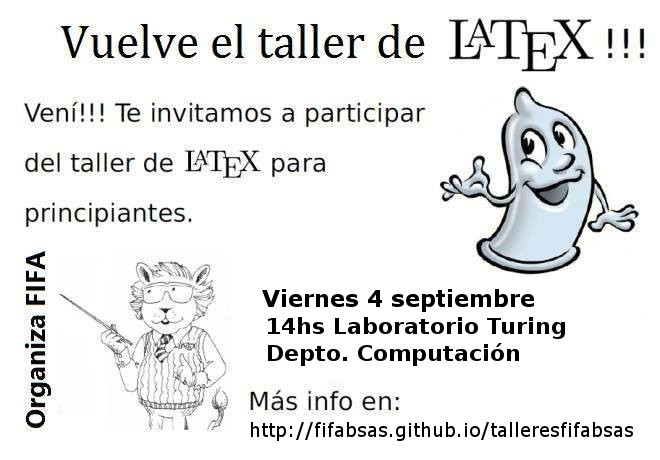 Vuelve el taller de LATEX !!!
Vení!!! Te invitamos a participar
del taller de LATEX para
principiantes.
Organiza FIFA
LATEX
Viernes 4 septiembre
14hs Laboratorio Turing
Depto. Computación
Más info en:
http://fifabsas.github.io/talleresfifabsas